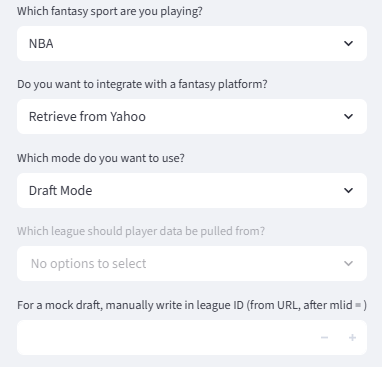 Which fantasy sport are you playing?
NBA
Do you want to integrate with a fantasy platform?
Retrieve from Yahoo
Which mode do you want to use?
Draft Mode
Which league should player data be pulled from?
No options to select
For a mock draft, manually write in league ID (from URL, after mlid = )